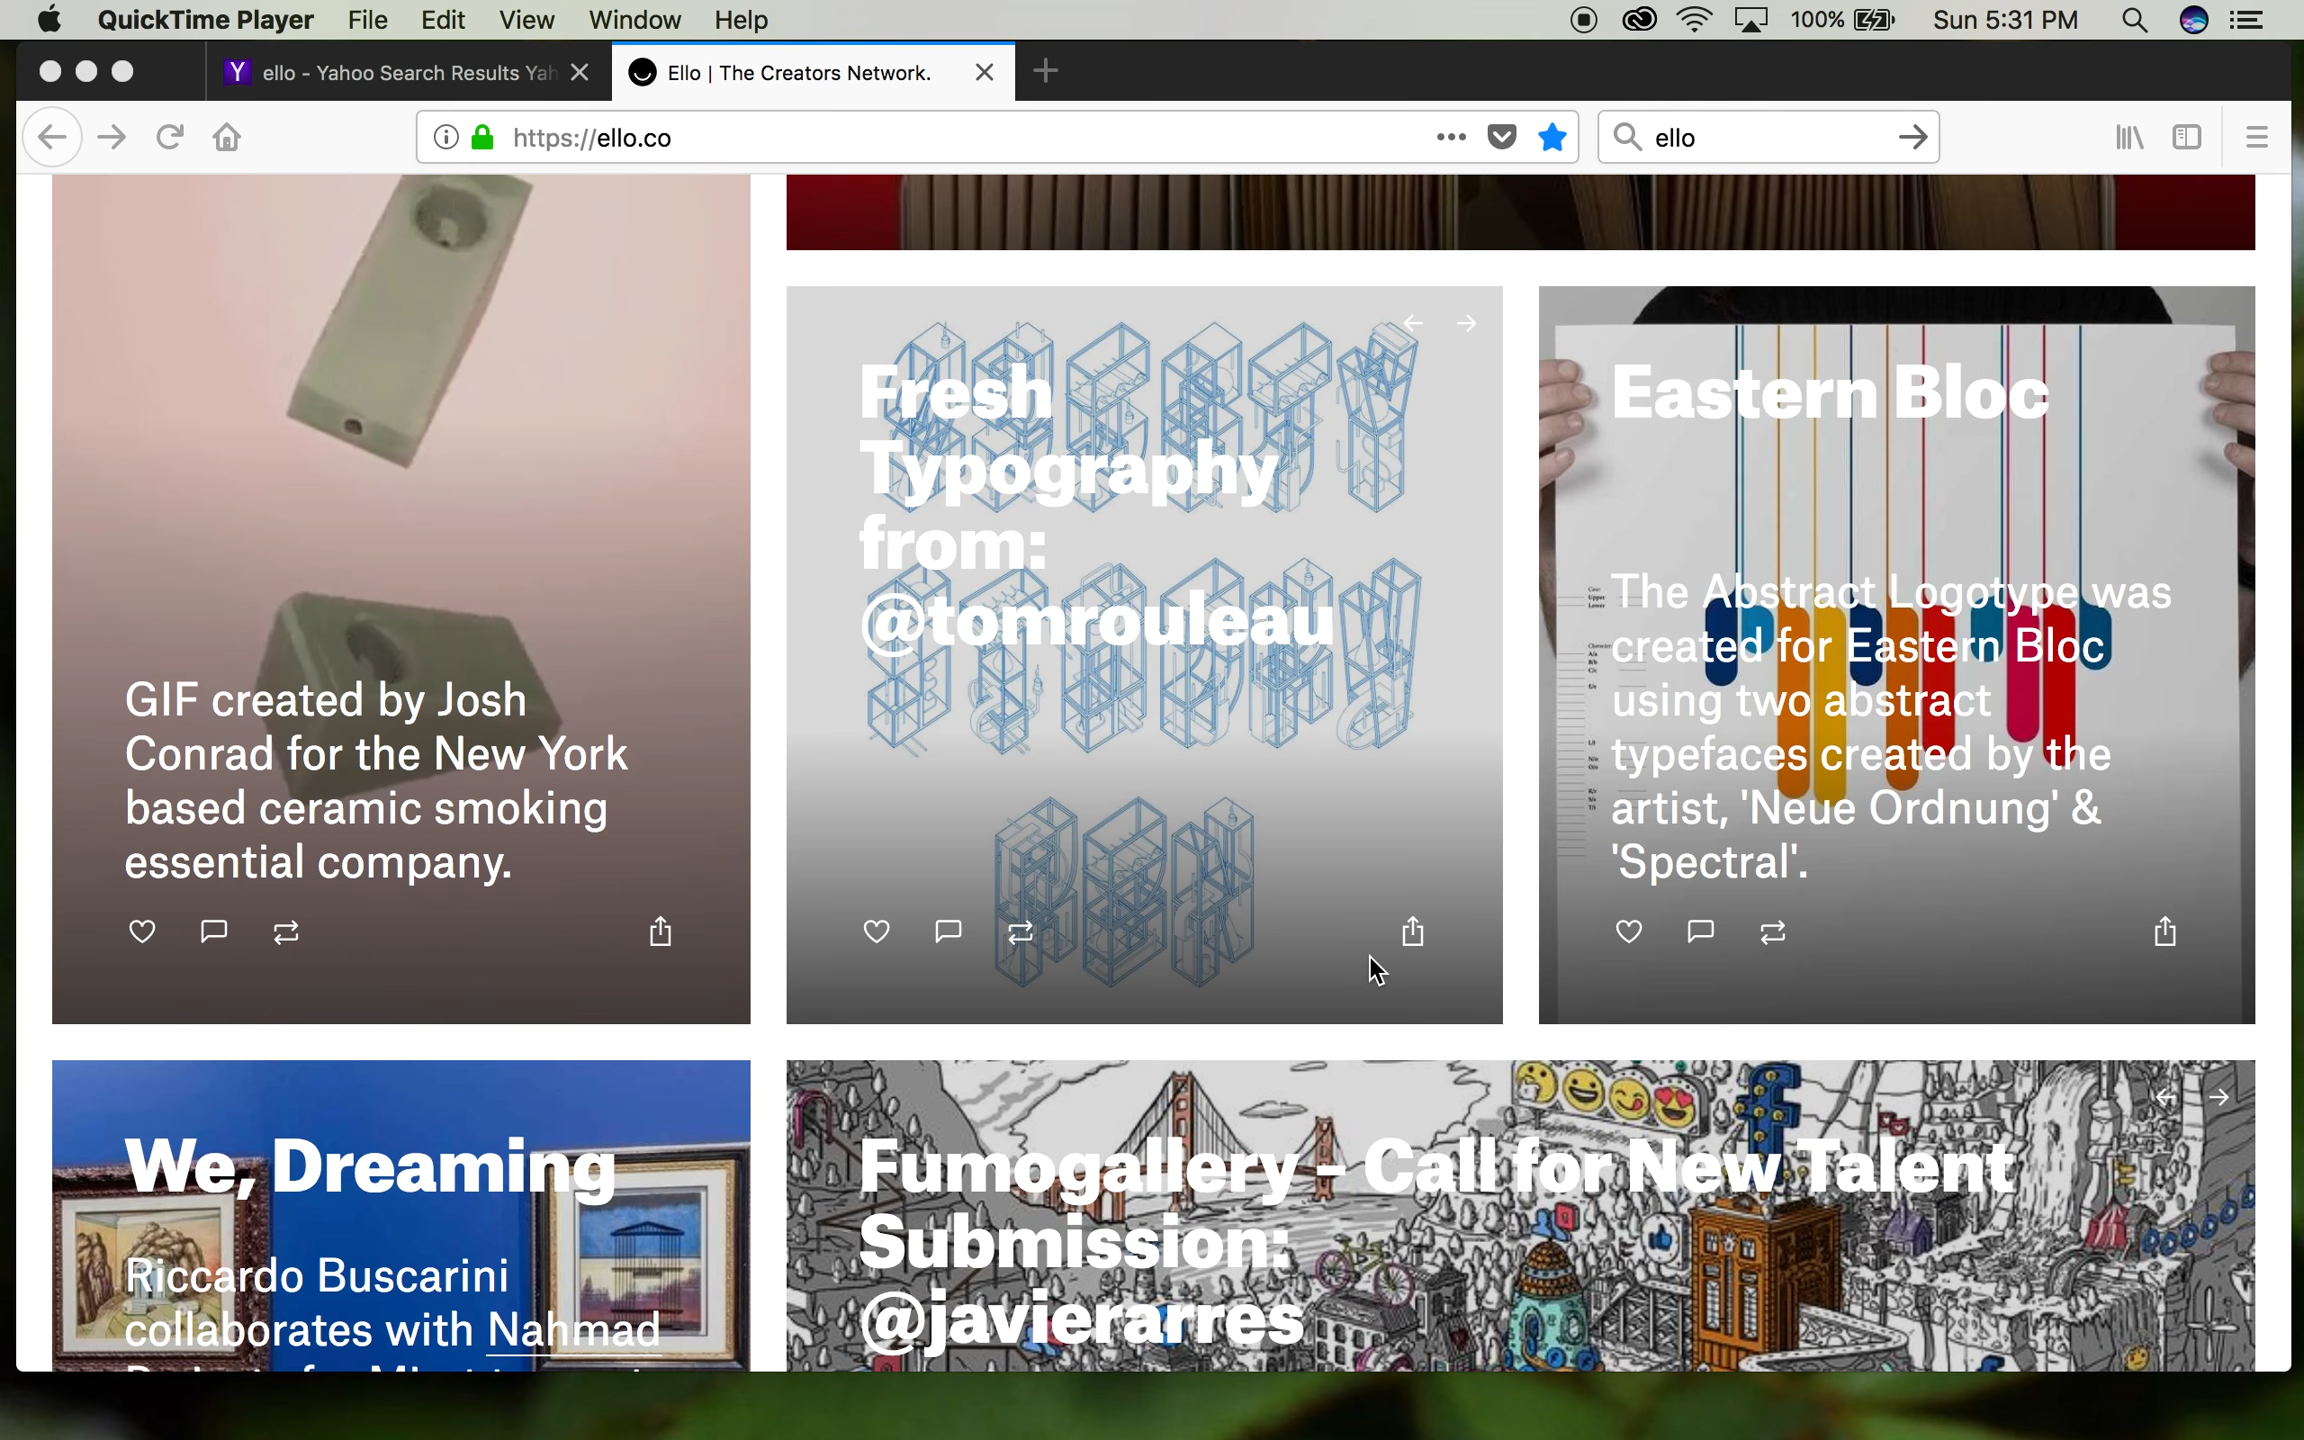 QuickTime Player File Edit View Window Help 100% Sun 5:31 PM
ello - Yahoo Search Results Yah
Ello | The Creators Network.
https://ello.co
ello
GIF created by Josh
Conrad for the New York
based ceramic smoking
essential company.
Fresh
Typography
from:
@tomrouleau
Eastern Bloc
The Abstract Logotype was
created for Eastern Bloc
using two abstract
typefaces created by the
artist, 'Neue Ordnung' &
'Spectral'.
We, Dreaming
Riccardo Buscarini
collaborates with Nahmad
Fumogallery – Call for New Talent
Submission:
@javierarres